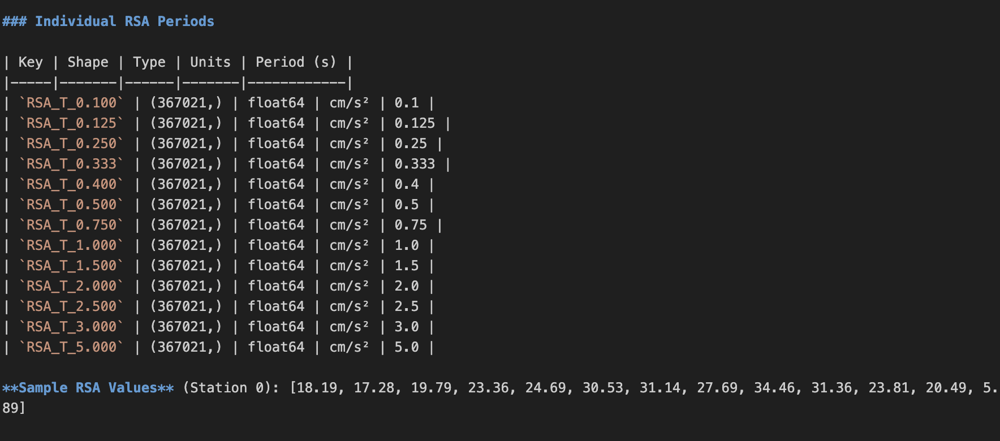 ### Individual RSA Periods
| Key | Shape | Type | Units | Period (s) |
|-----|-------|------|-------|------------|
| `RSA_T_0.100` | (367021,) | float64 | cm/s² | 0.1 |
| `RSA_T_0.125` | (367021,) | float64 | cm/s² | 0.125 |
| `RSA_T_0.250` | (367021,) | float64 | cm/s² | 0.25 |
| `RSA_T_0.333` | (367021,) | float64 | cm/s² | 0.333 |
| `RSA_T_0.400` | (367021,) | float64 | cm/s² | 0.4 |
| `RSA_T_0.500` | (367021,) | float64 | cm/s² | 0.5 |
| `RSA_T_0.750` | (367021,) | float64 | cm/s² | 0.75 |
| `RSA_T_1.000` | (367021,) | float64 | cm/s² | 1.0 |
| `RSA_T_1.500` | (367021,) | float64 | cm/s² | 1.5 |
| `RSA_T_2.000` | (367021,) | float64 | cm/s² | 2.0 |
| `RSA_T_2.500` | (367021,) | float64 | cm/s² | 2.5 |
| `RSA_T_3.000` | (367021,) | float64 | cm/s² | 3.0 |
| `RSA_T_5.000` | (367021,) | float64 | cm/s² | 5.0 |
**Sample RSA Values** (Station 0): [18.19, 17.28, 19.79, 23.36, 24.69, 30.53, 31.14, 27.69, 34.46, 31.36, 23.81, 20.49, 5.
89]